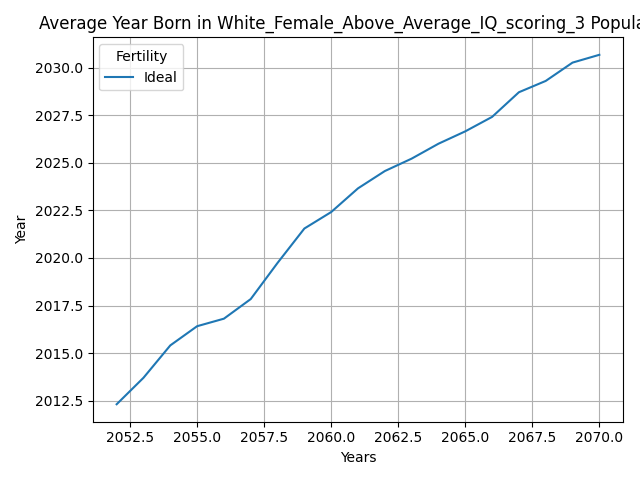 Average Year Born in White_Female_Above_Average_IQ_scoring_3 Popula
Fertility
Ideal
2030.0
2027.5
2025.0
2022.5
2020.0
2017.5
2015.0
2012.5
Year
2052.5 2055.0 2057.5 2060.0 2062.5 2065.0 2067.5 2070.0
Years